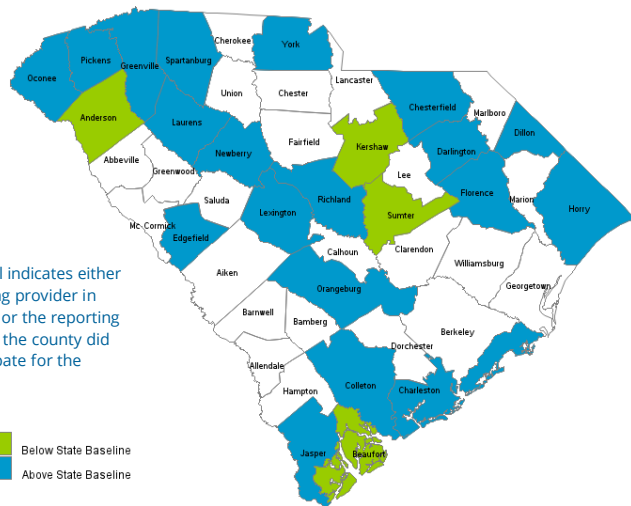 Cherokee
York
Pickens
Greenville
Spartanburg
Oconee
Lancaster
Union
Chester
Chesterfield
Marlboro
Anderson
Laurens
Dillon
Fairfield
Kershaw
Darlington
Newberry
Abbeville
Greenwood
Lee
Florence
Marion
Saluda
Richland
Horry
Lexington
Sumter
Mc Cormick
Edgefield
Calhoun
Clarendon
Williamsburg
Aiken
l indicates either
g provider in
or the reporting
the county did
pate for the
Orangeburg
Georgetown
Barnwell
Bamberg
Berkeley
Dorchester
Allendale
Hampton
Colleton
Charleston
Below State Baseline
Jasper
Beaufort
Above State Baseline